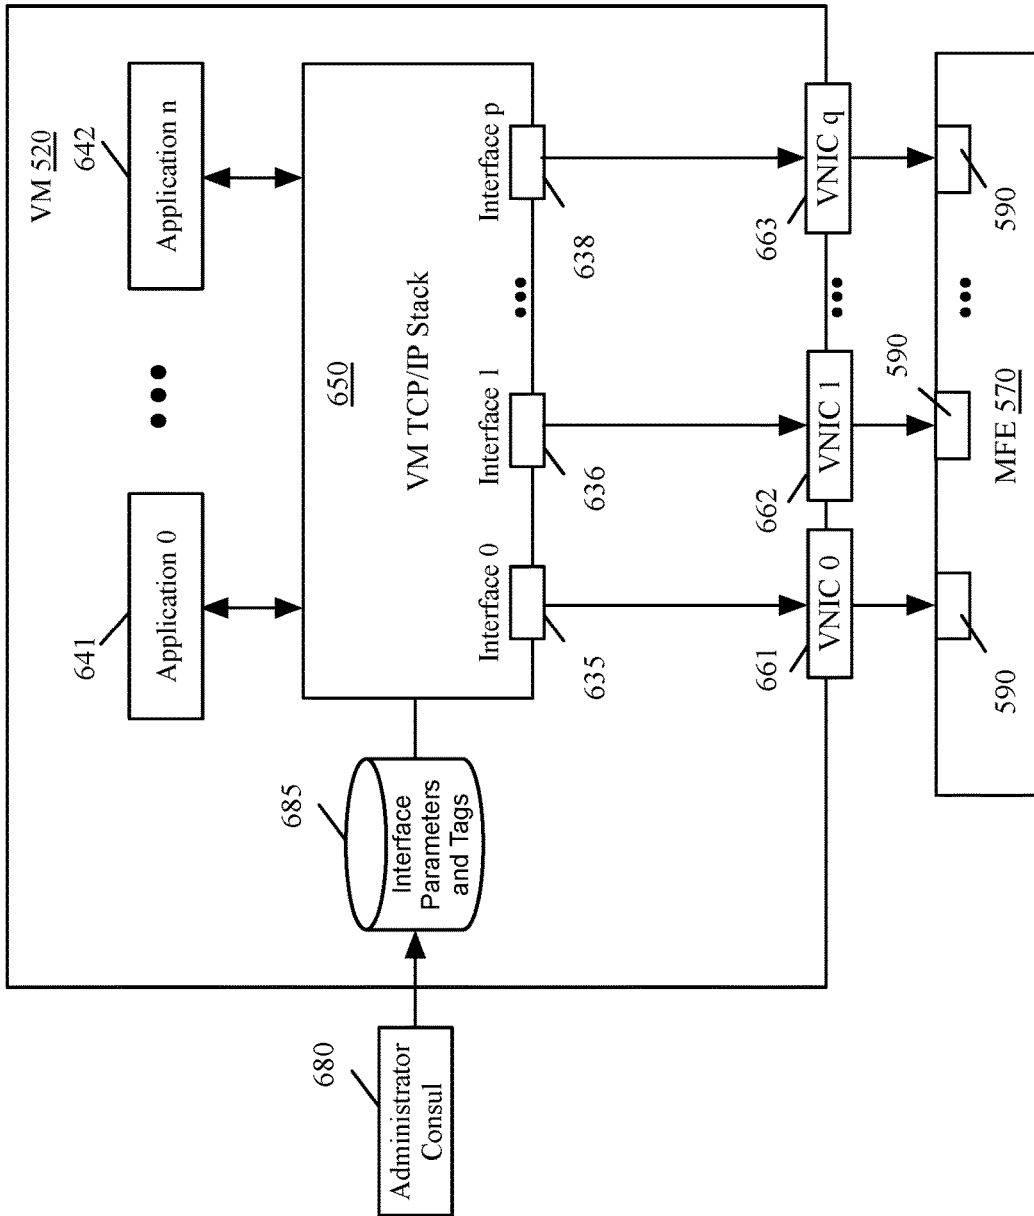 VM 520
641
642
Application 0
Application n
...
685
Interface
Parameters
and Tags
650
VM TCP/IP Stack
680
Administrator
Consul
Interface 0
Interface 1
Interface p
...
635
636
638
661
662
663
VNIC 0
VNIC 1
VNIC q
...
590
590
590
...
MFE 570